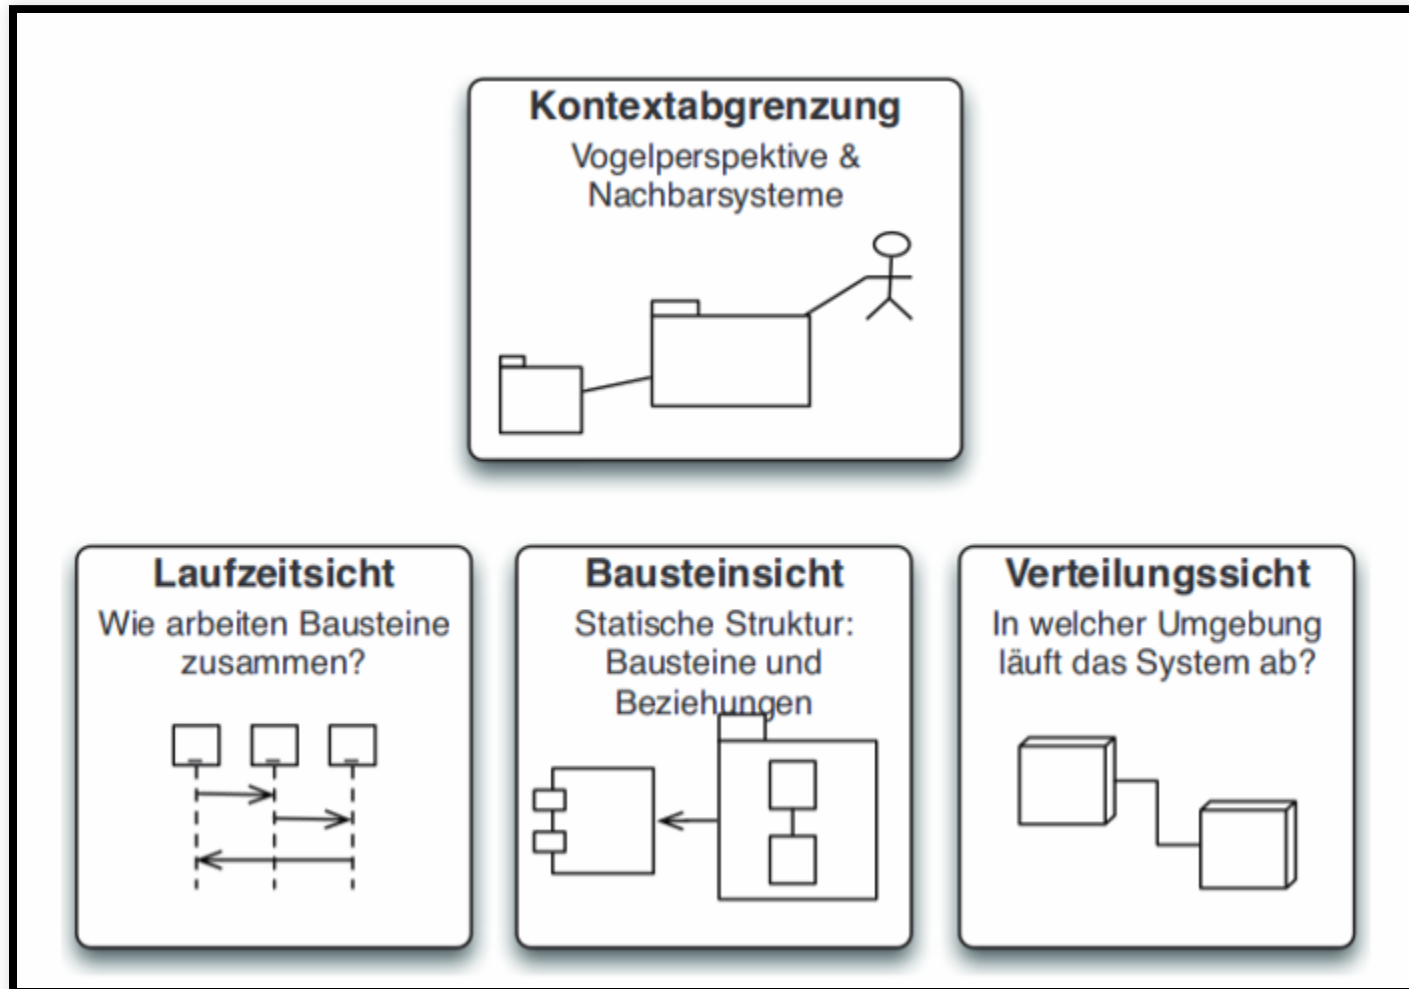 Kontextabgrenzung
Vogelperspektive &
Nachbarsysteme
Laufzeitsicht
Wie arbeiten Bausteine
zusammen?
Bausteinsicht
Statische Struktur:
Bausteine und
Beziehungen
Verteilungssicht
In welcher Umgebung
läuft das System ab?